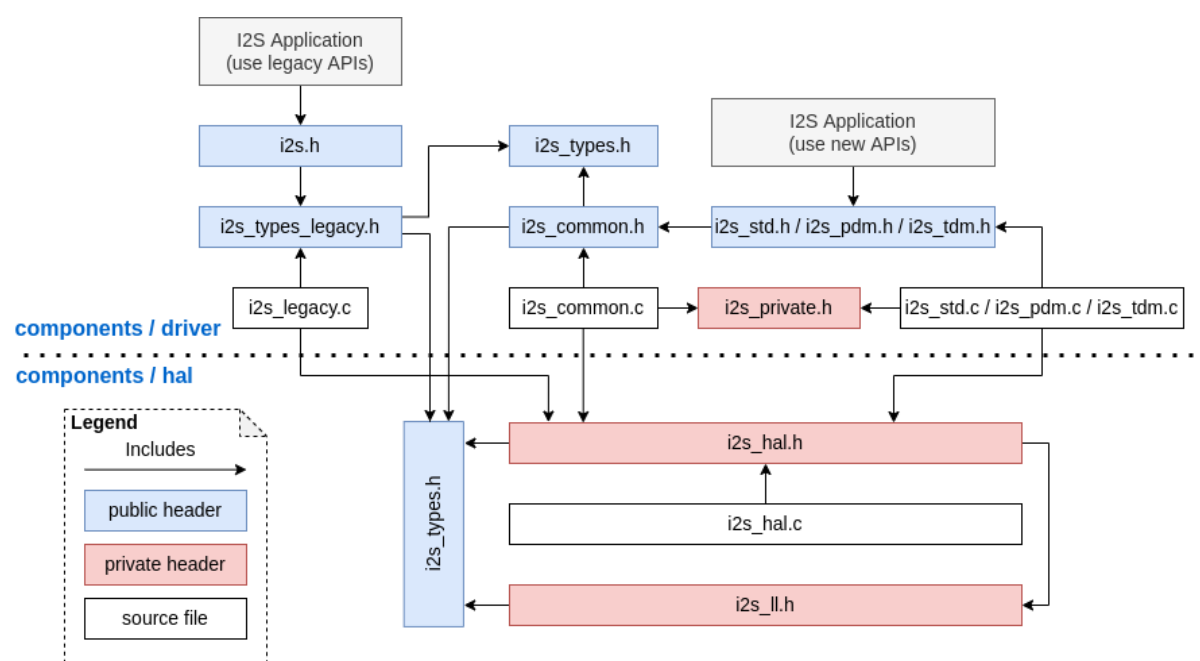 I2S Application
(use legacy APIs)
I2S Application
(use new APIs)
i2s.h
i2s_types.h
i2s_types_legacy.h
i2s_common.h
i2s_std.h / i2s_pdm.h / i2s_tdm.h
i2s_legacy.c
i2s_common.c
i2s_private.h
i2s_std.c / i2s_pdm.c / i2s_tdm.c
components / driver
components / hal
Legend
Includes
public header
private header
source file
i2s_types.h
i2s_hal.h
i2s_hal.c
i2s_ll.h